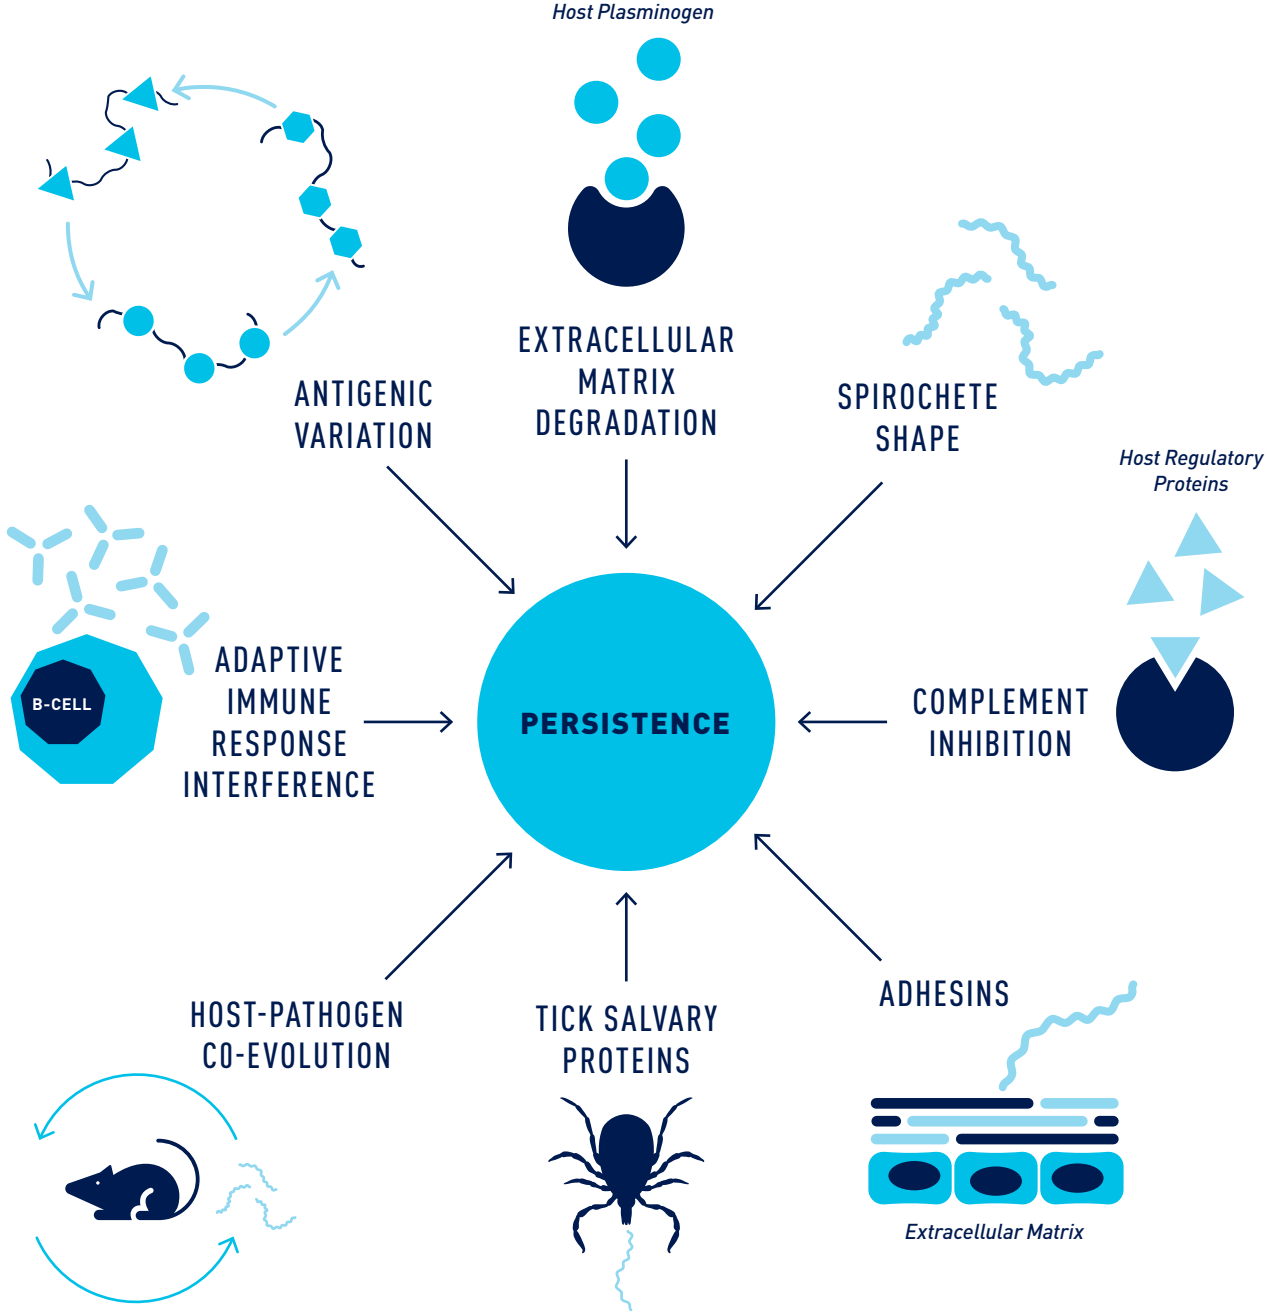 Host Plasminogen
EXTRACELLULAR
MATRIX
DEGRADATION
ANTIGENIC
VARIATION
SPIROCHETE
SHAPE
Host Regulatory
Proteins
B-CELL
ADAPTIVE
IMMUNE
RESPONSE
INTERFERENCE
PERSISTENCE
COMPLEMENT
INHIBITION
HOST-PATHOGEN
CO-EVOLUTION
TICK SALVARY
PROTEINS
ADHESINS
Extracellular Matrix